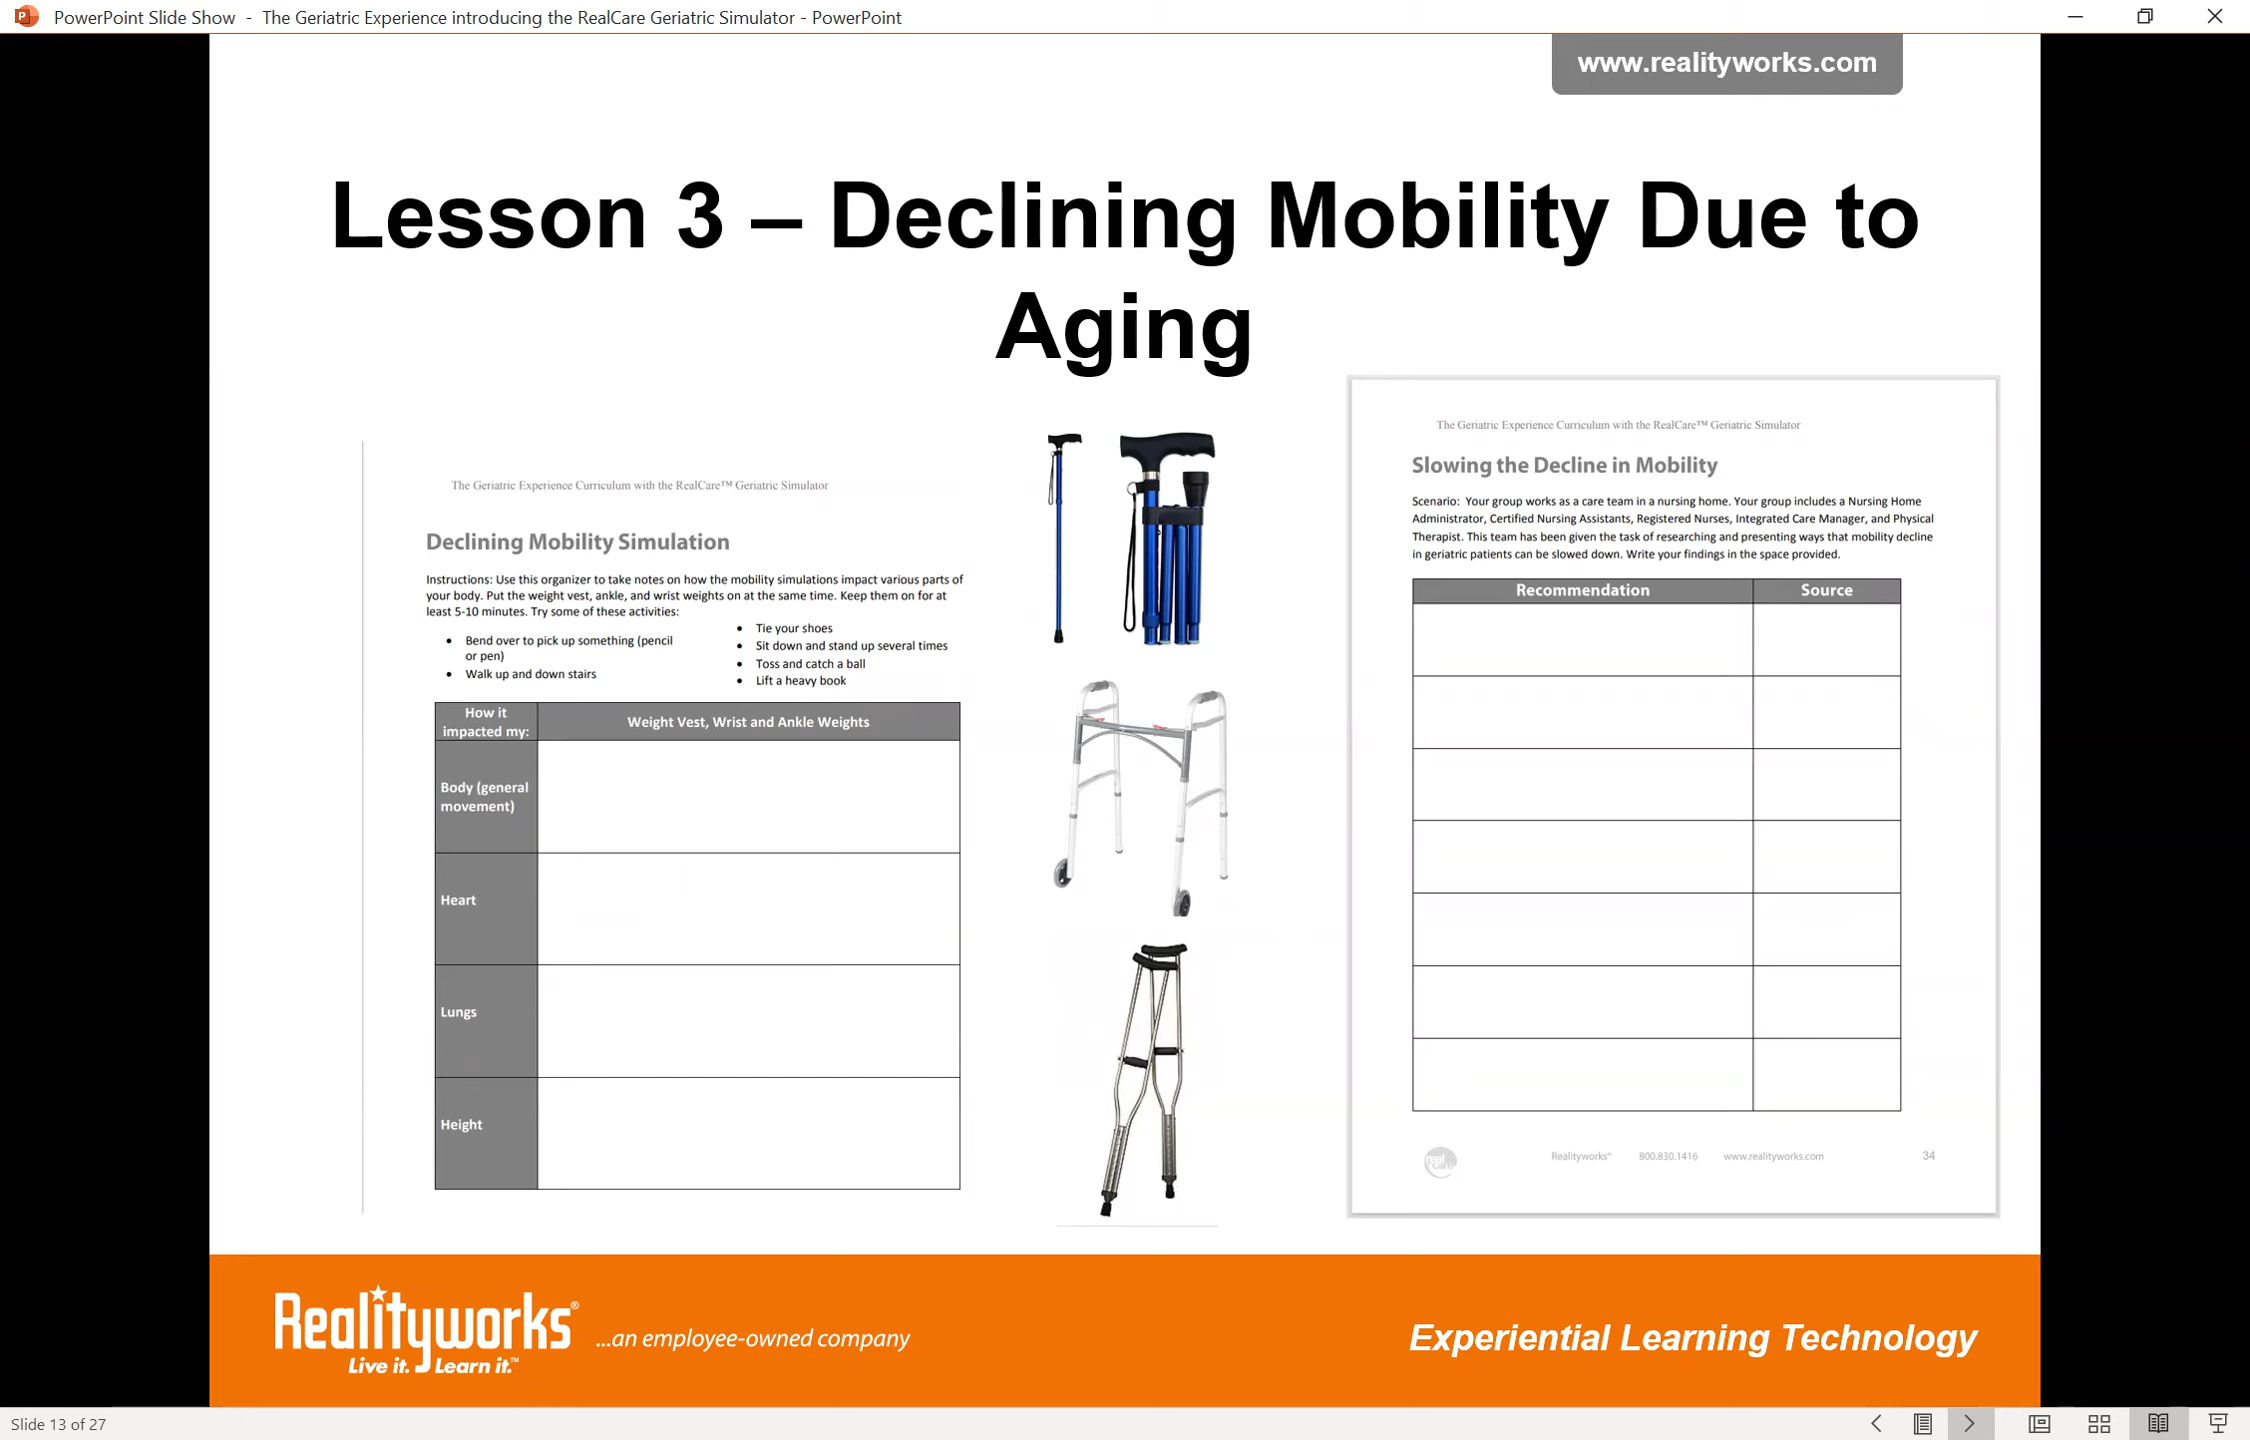 PowerPoint Slide Show - The Geriatric Experience introducing the RealCare Geriatric Simulator - PowerPoint
www.realityworks.com
Lesson 3 – Declining Mobility Due to
Aging
The Geriatric Experience Curriculum with the RealCare™ Geriatric Simulator
Declining Mobility Simulation
Instructions: Use this organizer to take notes on how the mobility simulations impact various parts of
your body. Put the weight vest, ankle, and wrist weights on at the same time. Keep them on for at
least 5-10 minutes. Try some of these activities:
• Bend over to pick up something (pencil
or pen)
• Walk up and down stairs
• Tie your shoes
• Sit down and stand up several times
• Toss and catch a ball
• Lift a heavy book
How it
impacted my:
Weight Vest, Wrist and Ankle Weights
Body (general
movement)
Heart
Lungs
Height
The Geriatric Experience Curriculum with the RealCare™ Geriatric Simulator
Slowing the Decline in Mobility
Scenario: Your group works as a care team in a nursing home. Your group includes a Nursing Home
Administrator, Certified Nursing Assistants, Registered Nurses, Integrated Care Manager, and Physical
Therapist. This team has been given the task of researching and presenting ways that mobility decline
in geriatric patients can be slowed down. Write your findings in the space provided.
Recommendation Source
real
care
Realityworks® 800.830.1416 www.realityworks.com 34
Realityworks®
Live it. Learn it.™
...an employee-owned company
Experiential Learning Technology
Slide 13 of 27